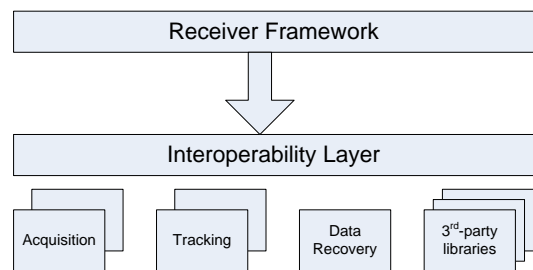 Receiver Framework
Interoperability Layer
Acquisition
Tracking
Data
Recovery
3rd-party
libraries